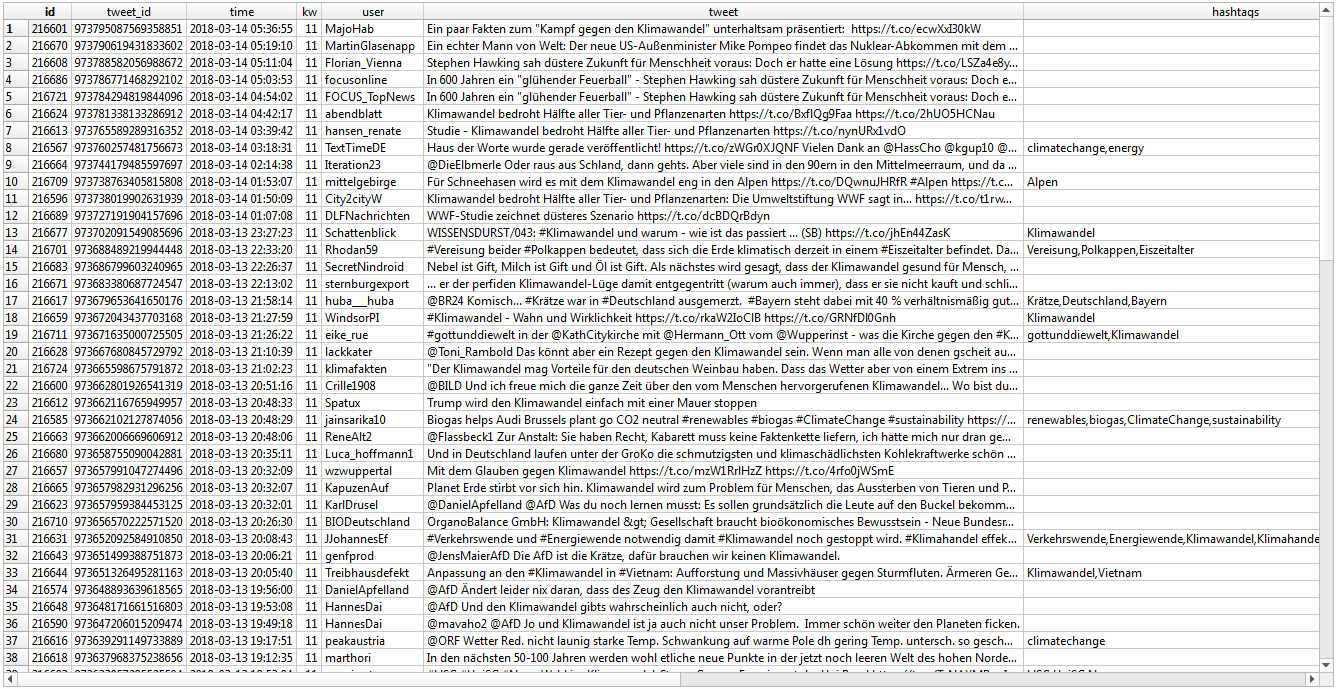 id tweet_id time kw user tweet hashtags
1 216601 973795087569358851 2018-03-14 05:36:55 11 MajoHab Ein paar Fakten zum "Kampf gegen den Klimawandel" unterhaltsam präsentiert: https://t.co/ecwXxI30kW
2 216670 973790619431833602 2018-03-14 05:19:10 11 MartinGlasenapp Ein echter Mann von Welt: Der neue US-Außenminister Mike Pompeo findet das Nuklear-Abkommen mit dem ...
3 216608 973788582056988672 2018-03-14 05:11:04 11 Florian_Vienna Stephen Hawking sah düstere Zukunft für Menschheit voraus: Doch er hatte eine Lösung https://t.co/LSZa4e8y...
4 216686 973786771468292102 2018-03-14 05:03:53 11 focusonline In 600 Jahren ein "glühender Feuerball" - Stephen Hawking sah düstere Zukunft für Menschheit voraus: Doch e...
5 216721 973784294819844096 2018-03-14 04:54:02 11 FOCUS_TopNews In 600 Jahren ein "glühender Feuerball" - Stephen Hawking sah düstere Zukunft für Menschheit voraus: Doch e...
6 216624 973781338133286912 2018-03-14 04:42:17 11 abendblatt Klimawandel bedroht Hälfte aller Tier- und Pflanzenarten https://t.co/BxflQg9Faa https://t.co/2hUO5HCNau
7 216613 973765589289316352 2018-03-14 03:39:42 11 hansen_renate Studie - Klimawandel bedroht Hälfte aller Tier- und Pflanzenarten https://t.co/nynURx1vdO
8 216567 973760257481756673 2018-03-14 03:18:31 11 TextTimeDE Haus der Worte wurde gerade veröffentlicht! https://t.co/zWGr0XJQNF Vielen Dank an @HassCho @kgup10 @... climatechange,energy
9 216664 973744179485597697 2018-03-14 02:14:38 11 Iteration23 @DieElbmerle Oder raus aus Schland, dann gehts. Aber viele sind in den 90ern in den Mittelmeerraum, und da ...
10 216709 973738763405815808 2018-03-14 01:53:07 11 mittelgebirge Für Schneehasen wird es mit dem Klimawandel eng in den Alpen https://t.co/DQwnuJHRfR #Alpen https://t.c... Alpen
11 216596 973738019902631939 2018-03-14 01:50:09 11 City2cityW Klimawandel bedroht Hälfte aller Tier- und Pflanzenarten: Die Umweltstiftung WWF sagt in... https://t.co/t1rw...
12 216689 973727191904157696 2018-03-14 01:07:08 11 DLFNachrichten WWF-Studie zeichnet düsteres Szenario https://t.co/dcBDQrBdyn
13 216677 973702091549085696 2018-03-13 23:27:23 11 Schattenblick WISSENSDURST/043: #Klimawandel und warum - wie ist das passiert ... (SB) https://t.co/jhEn44ZasK Klimawandel
14 216701 973688489219944448 2018-03-13 22:33:20 11 Rhodan59 #Vereisung beider #Polkappen bedeutet, dass sich die Erde klimatisch derzeit in einem #Eiszeitalter befindet. Da... Vereisung,Polkappen,Eiszeitalter
15 216683 973686799603240965 2018-03-13 22:26:37 11 SecretNindroid Nebel ist Gift, Milch ist Gift und Öl ist Gift. Als nächstes wird gesagt, dass der Klimawandel gesund für Mensch, ...
16 216671 973683380687724547 2018-03-13 22:13:02 11 sternburgexport ... er der perfiden Klimawandel-Lüge damit entgegentritt (warum auch immer), dass er sie nicht kauft und schli...
17 216617 973679653641650176 2018-03-13 21:58:14 11 huba___huba @BR24 Komisch... #Krätze war in #Deutschland ausgemerzt. #Bayern steht dabei mit 40 % verhältnismäßig gut... Krätze,Deutschland,Bayern
18 216659 973672043437703168 2018-03-13 21:27:59 11 WindsorPI #Klimawandel - Wahn und Wirklichkeit https://t.co/rkaW2IoClB https://t.co/GRNfDl0Gnh Klimawandel
19 216711 973671635000725505 2018-03-13 21:26:22 11 eike_rue #gottunddiewelt in der @KathCitykirche mit @Hermann_Ott vom @Wupperinst - was die Kirche gegen den #K... gottunddiewelt,Klimawandel
20 216628 973667680845729792 2018-03-13 21:10:39 11 lackkater @Toni_Rambold Das könnt aber ein Rezept gegen den Klimawandel sein. Wenn man alle von denen gscheit au...
21 216724 973665598675791872 2018-03-13 21:02:23 11 klimafakten "Der Klimawandel mag Vorteile für den deutschen Weinbau haben. Dass das Wetter aber von einem Extrem ins ...
22 216600 973662801926541319 2018-03-13 20:51:16 11 Crille1908 @BILD Und ich freue mich die ganze Zeit über den vom Menschen hervorgerufenen Klimawandel... Wo bist du...
23 216612 973662116765949957 2018-03-13 20:48:33 11 Spatux Trump wird den Klimawandel einfach mit einer Mauer stoppen
24 216585 973662102127874056 2018-03-13 20:48:29 11 jainsarika10 Biogas helps Audi Brussels plant go CO2 neutral #renewables #biogas #ClimateChange #sustainability https://... renewables,biogas,ClimateChange,sustainability
25 216663 973662006669606912 2018-03-13 20:48:06 11 ReneAlt2 @Flassbeck1 Zur Anstalt: Sie haben Recht, Kabarett muss keine Faktenkette liefern, ich hatte mich nur dran ge...
26 216680 973658755090042881 2018-03-13 20:35:11 11 Luca_hoffmann1 Und in Deutschland laufen unter der GroKo die schmutzigsten und klimaschädlichsten Kohlekraftwerke schön ...
27 216657 973657991047274496 2018-03-13 20:32:09 11 wzwuppertal Mit dem Glauben gegen Klimawandel https://t.co/mzW1RrlHzZ https://t.co/4rfo0jWSmE
28 216665 973657982931296256 2018-03-13 20:32:07 11 KapuzenAuf Planet Erde stirbt vor sich hin. Klimawandel wird zum Problem für Menschen, das Aussterben von Tieren und P...
29 216623 973657959384453125 2018-03-13 20:32:01 11 KarlDrusel @DanielApfelland @AfD Was du noch lernen musst: Es sollen grundsätzlich die Leute auf den Buckel bekomm...
30 216710 973656570222571520 2018-03-13 20:26:30 11 BIODeutschland OrganoBalance GmbH: Klimawandel &gt; Gesellschaft braucht bioökonomisches Bewusstsein - Neue Bundesr...
31 216631 973652092584910850 2018-03-13 20:08:43 11 JJohannesEf #Verkehrswende und #Energiewende notwendig damit #Klimawandel noch gestoppt wird. #Klimahandel effek... Verkehrswende,Energiewende,Klimawandel,Klimahande
32 216643 973651499388751873 2018-03-13 20:06:21 11 genfprod @JensMaierAfD Die AfD ist die Krätze, dafür brauchen wir keinen Klimawandel.
33 216644 973651326495281163 2018-03-13 20:05:40 11 Treibhausdefekt Anpassung an den #Klimawandel in #Vietnam: Aufforstung und Massivhäuser gegen Sturmfluten. Ärmeren Ge... Klimawandel,Vietnam
34 216574 973648893639618565 2018-03-13 19:56:00 11 DanielApfelland @AfD Ändert leider nix daran, dass des Zeug den Klimawandel vorantreibt
35 216648 973648171661516803 2018-03-13 19:53:08 11 HannesDai @AfD Und den Klimawandel gibts wahrscheinlich auch nicht, oder?
36 216590 973647206015209474 2018-03-13 19:49:18 11 HannesDai @mavaho2 @AfD Jo und Klimawandel ist ja auch nicht unser Problem. Immer schön weiter den Planeten ficken.
37 216616 973639291149733889 2018-03-13 19:17:51 11 peakaustria @ORF Wetter Red. nicht launig starke Temp. Schwankung auf warme Pole dh gering Temp. untersch. so gesch... climatechange
38 216618 973637968375238656 2018-03-13 19:12:35 11 marthori In den nächsten 50-100 Jahren werden wohl etliche neue Punkte in der jetzt noch leeren Welt des hohen Norde...